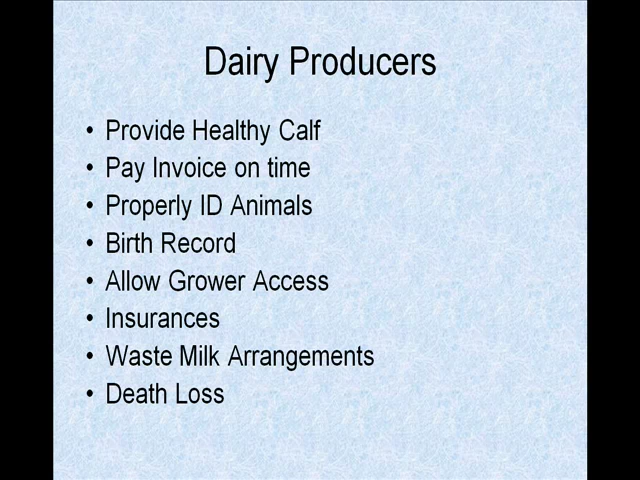 Dairy Producers
• Provide Healthy Calf
• Pay Invoice on time
• Properly ID Animals
• Birth Record
• Allow Grower Access
• Insurances
• Waste Milk Arrangements
• Death Loss